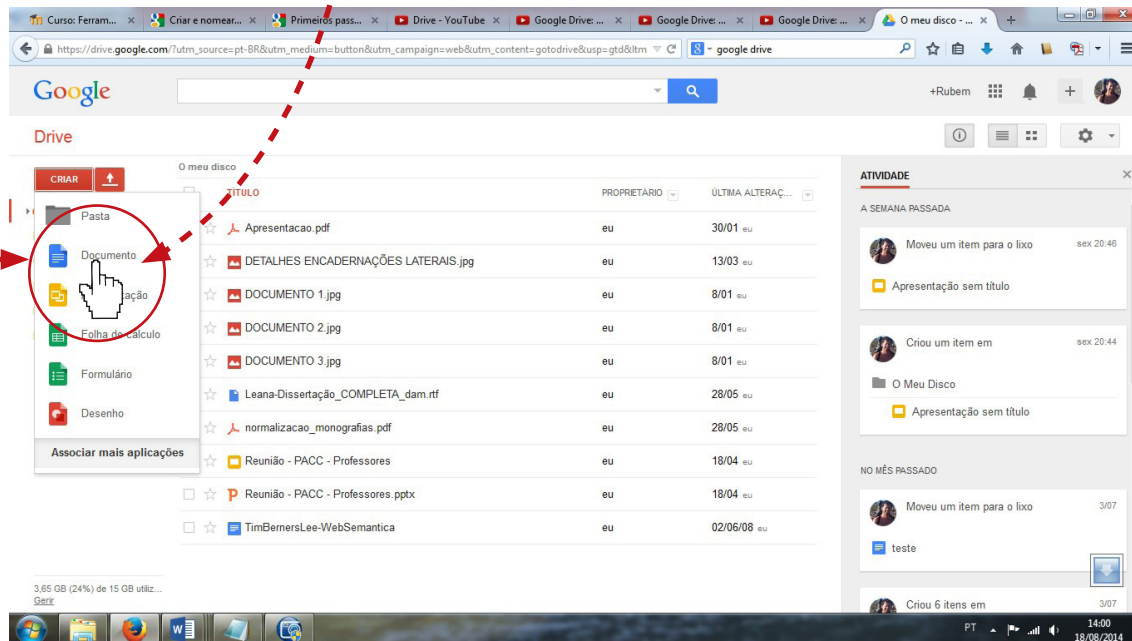 Curso: Ferram... Criar e nomear... Primeiros pass... Drive - YouTube Google Drive: ... Google Drive: ... Google Drive: ... O meu disco - ...
https://drive.google.com/?utm_source=pt-BR&utm_medium=button&utm_campaign=web&utm_content=gotodrive&usp=gtd&ltm google drive
Google +Rubem
Drive
CRIAR
Pasta
Documento
tação
Folha de cálculo
Formulário
Desenho
Associar mais aplicações
3,65 GB (24%) de 15 GB utiliz...
Gerir
O meu disco
TÍTULO PROPRIETÁRIO ÚLTIMA ALTERAÇ...
Apresentacao.pdf eu 30/01 eu
DETALHES ENCADERNAÇÕES LATERAIS.jpg eu 13/03 eu
DOCUMENTO 1.jpg eu 8/01 eu
DOCUMENTO 2.jpg eu 8/01 eu
DOCUMENTO 3.jpg eu 8/01 eu
Leana-Dissertação_COMPLETA_dam.rtf eu 28/05 eu
normalizacao_monografias.pdf eu 28/05 eu
Reunião - PACC - Professores eu 18/04 eu
Reunião - PACC - Professores.pptx eu 18/04 eu
TimBernersLee-WebSemantica eu 02/06/08 eu
ATIVIDADE
A SEMANA PASSADA
Moveu um item para o lixo sex 20:46
Apresentação sem título
Criou um item em sex 20:44
O Meu Disco
Apresentação sem título
NO MÊS PASSADO
Moveu um item para o lixo 3/07
teste
Criou 6 itens em 3/07
PT 14:00
18/08/2014